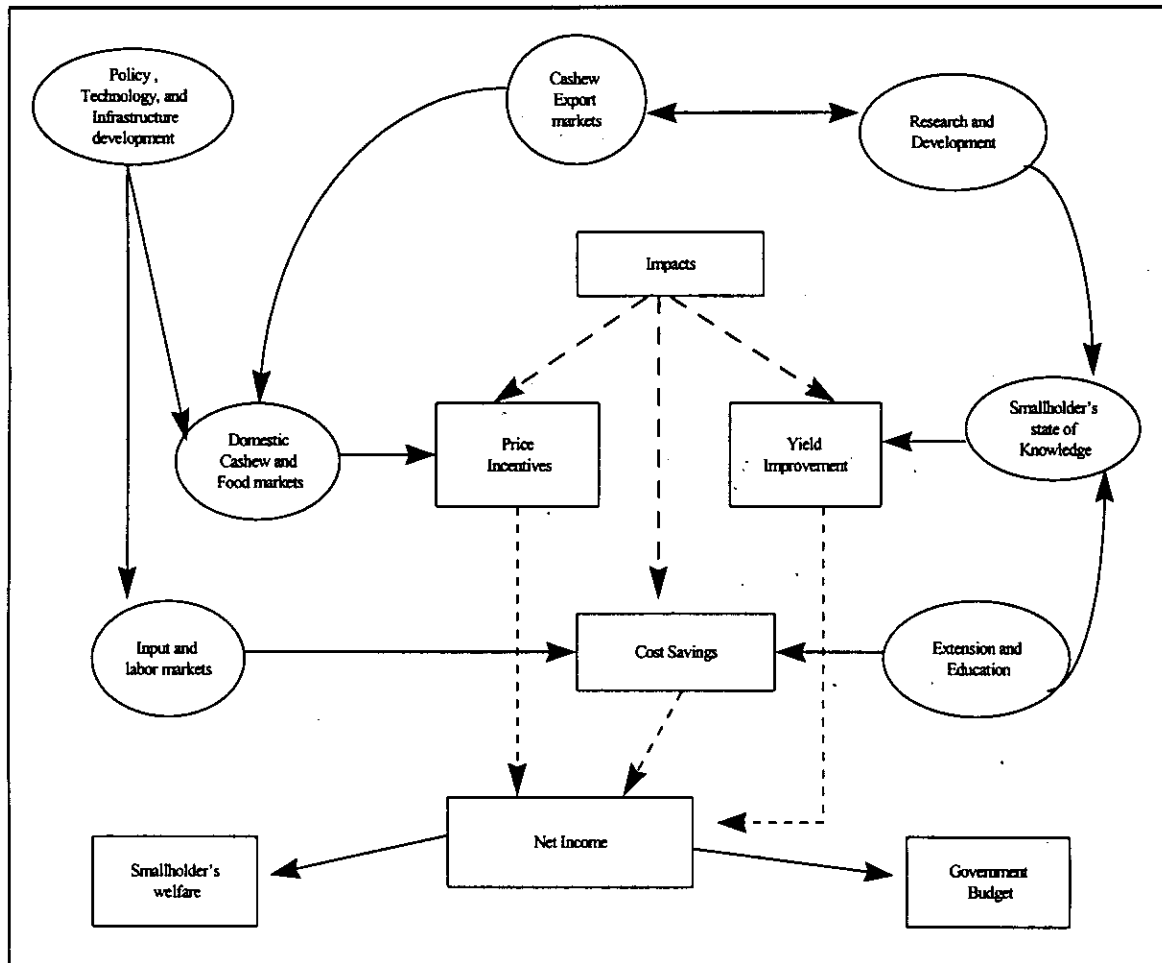 Policy ,
Technology, and
Infrastructure
development
Cashew
Export
markets
Research and
Development
Impacts
Domestic
Cashew and
Food markets
Price
Incentives
Yield
Improvement
Smallholder's
state of
Knowledge
Input and
labor markets
Cost Savings
Extension and
Education
Net Income
Smallholder's
welfare
Government
Budget